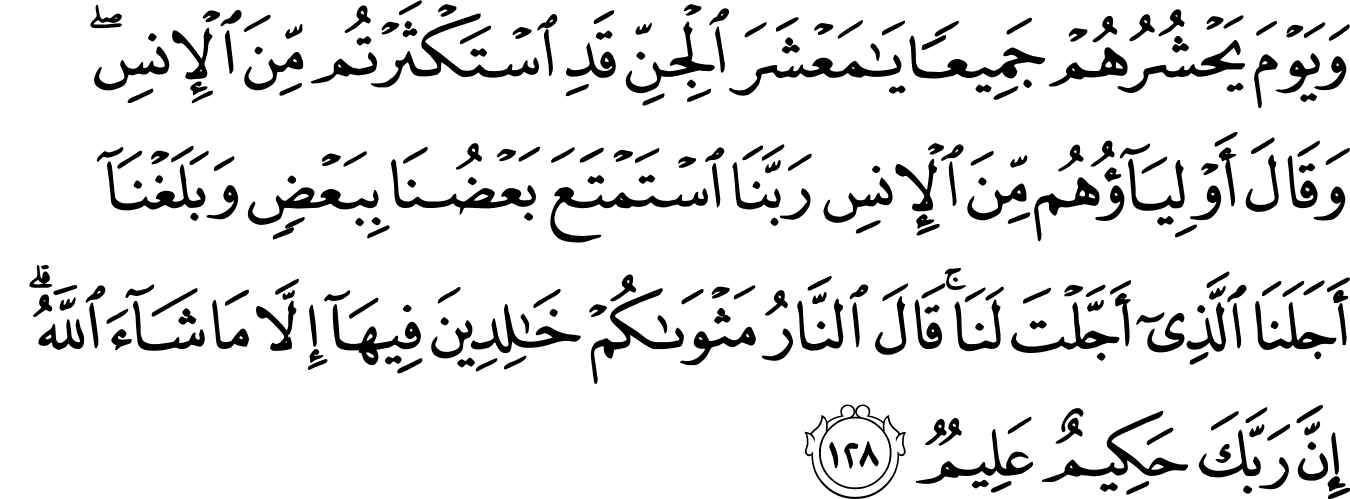 وَيَوۡمَ يَحۡشُرُهُمۡ جَمِيعٗا يَٰمَعۡشَرَ ٱلۡجِنِّ قَدِ ٱسۡتَكۡثَرۡتُم مِّنَ ٱلۡإِنسِۖ
وَقَالَ أَوۡلِيَآؤُهُم مِّنَ ٱلۡإِنسِ رَبَّنَا ٱسۡتَمۡتَعَ بَعۡضُنَا بِبَعۡضٖ وَبَلَغۡنَآ
أَجَلَنَا ٱلَّذِيٓ أَجَّلۡتَ لَنَاۚ قَالَ ٱلنَّارُ مَثۡوَىٰكُمۡ خَٰلِدِينَ فِيهَآ إِلَّا مَا شَآءَ ٱللَّهُۗ
إِنَّ رَبَّكَ حَكِيمٌ عَلِيمٞ ١٢٨